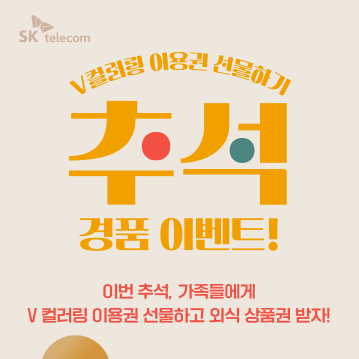 SK telecom
V 컬러링 이용권 선물하기
추석
경품 이벤트!
이번 추석, 가족들에게
V 컬러링 이용권 선물하고 외식 상품권 받자!